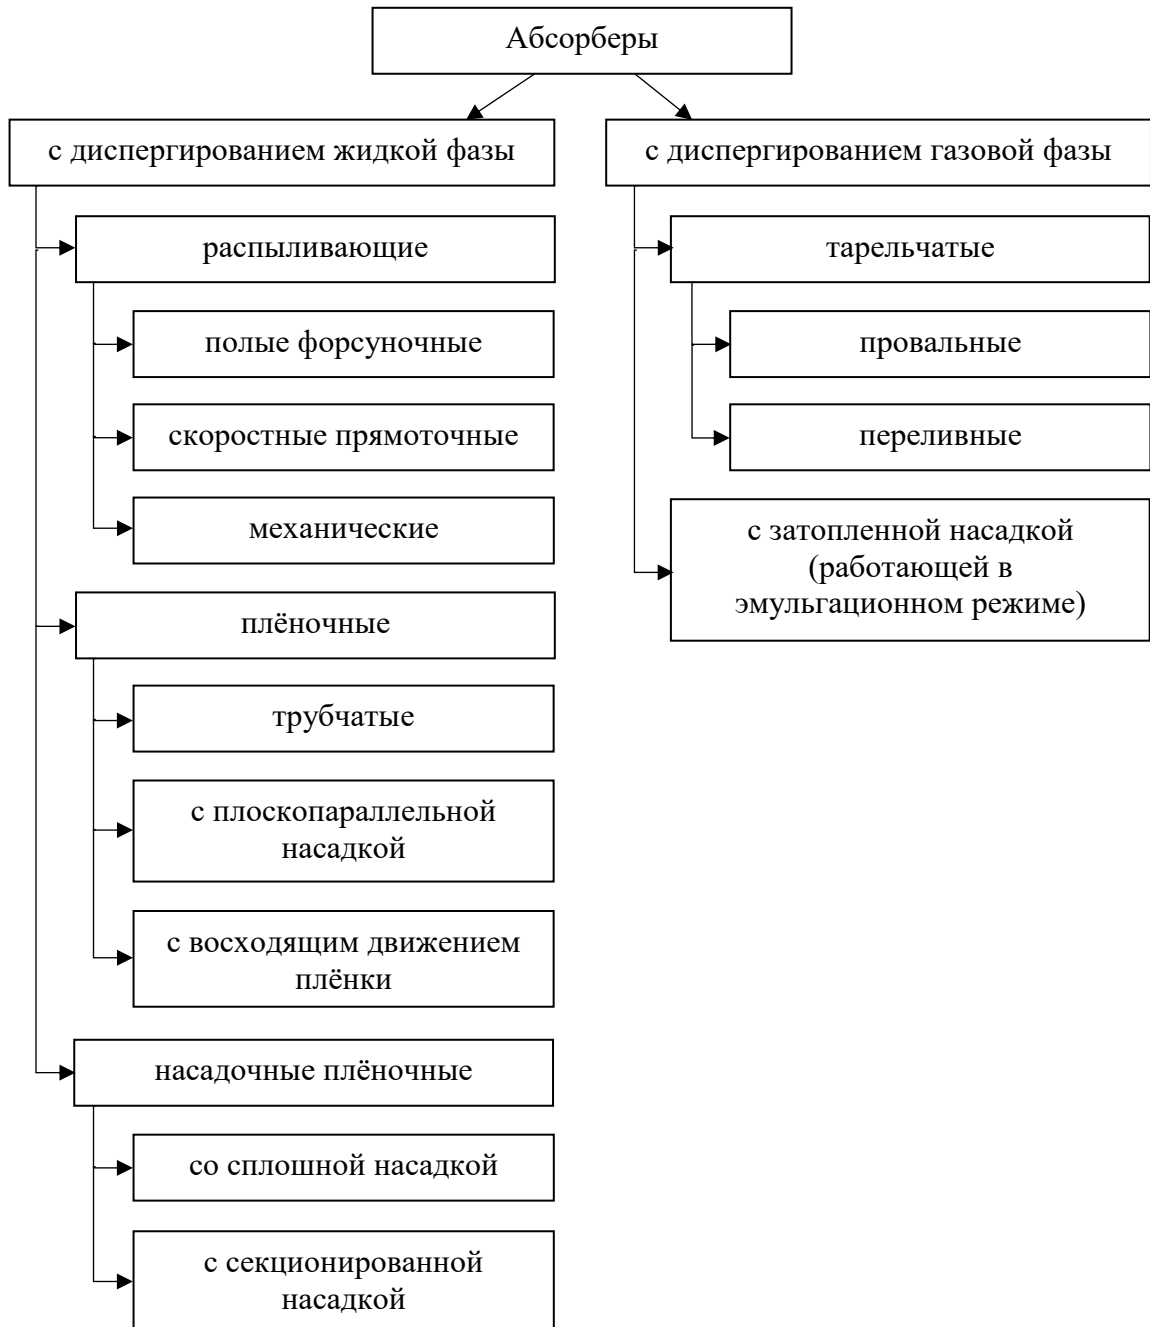 Абсорберы
с диспергированием жидкой фазы
распыливающие
полые форсуночные
скоростные прямоточные
механические
плёночные
трубчатые
с плоскопараллельной
насадкой
с восходящим движением
плёнки
насадочные плёночные
со сплошной насадкой
с секционированной
насадкой
с диспергированием газовой фазы
тарельчатые
провальные
переливные
с затопленной насадкой
(работающей в
эмульгационном режиме)